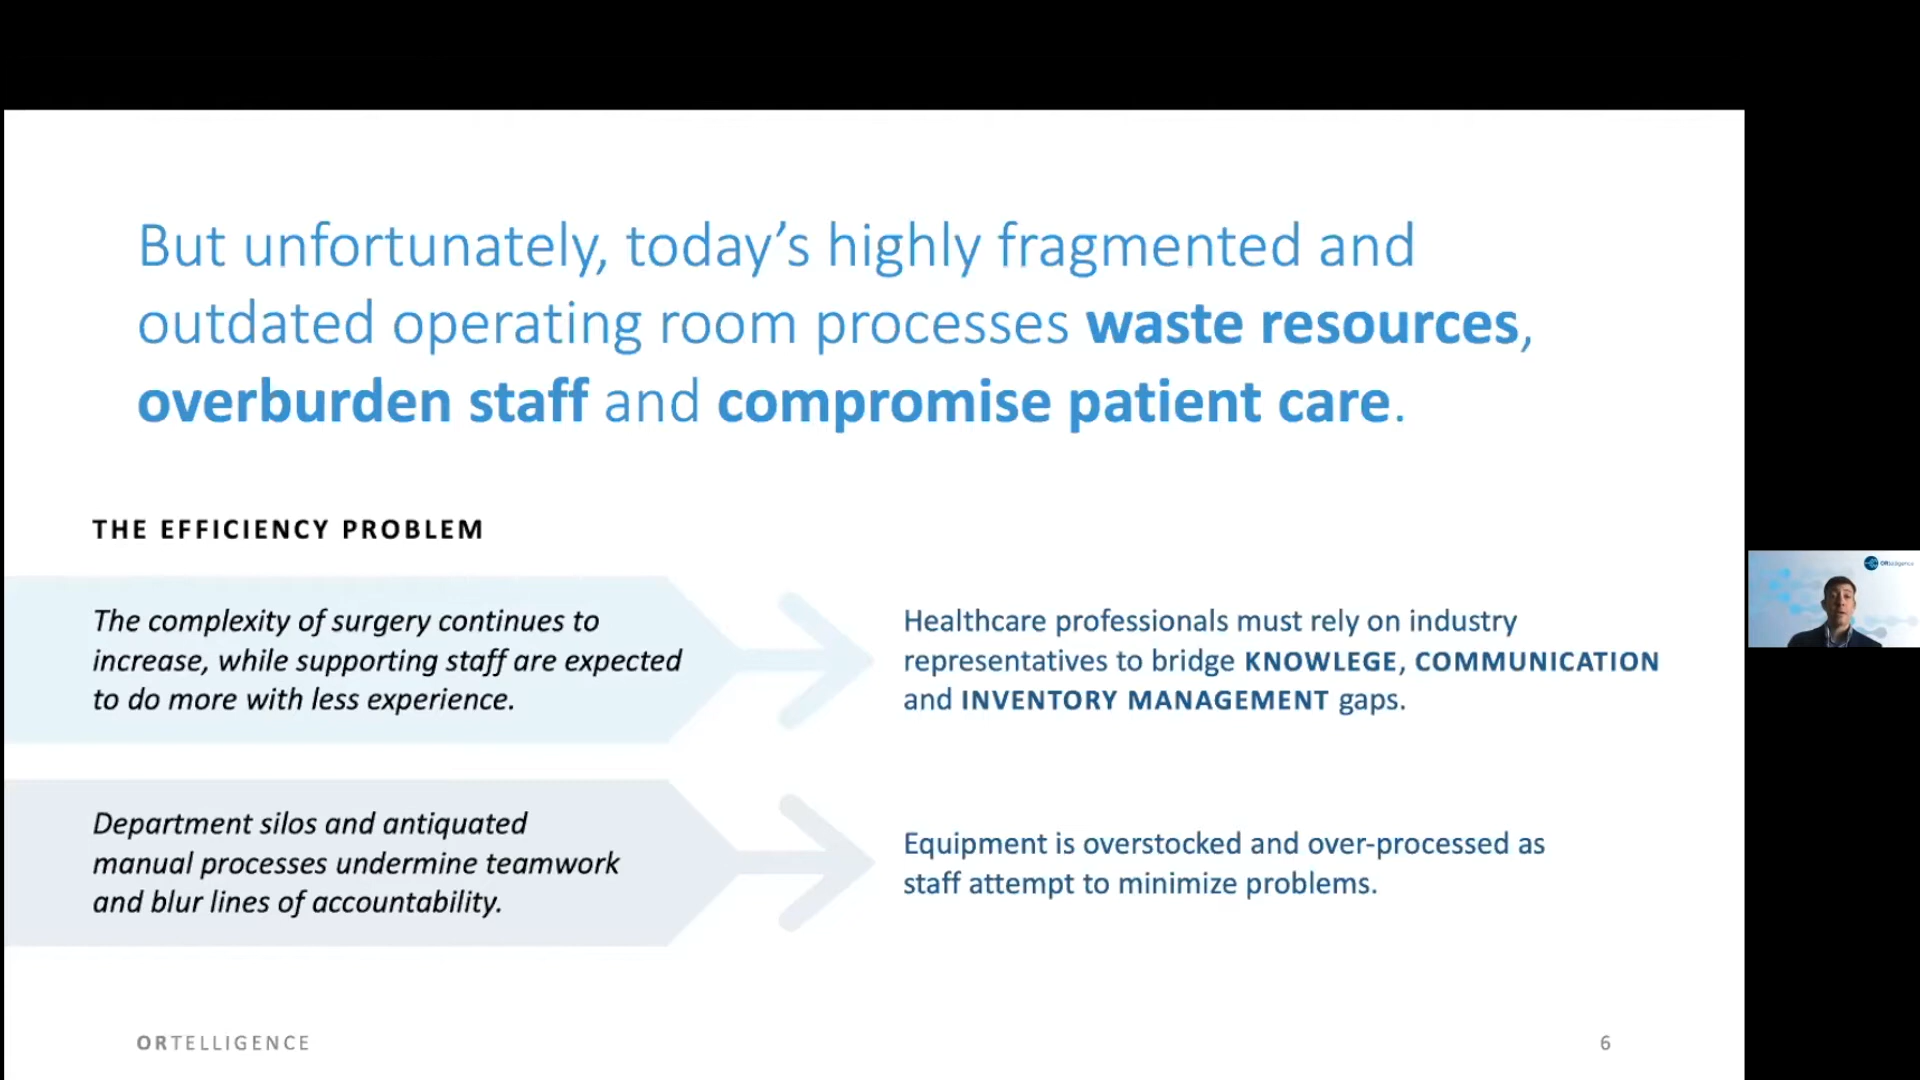 But unfortunately, today’s highly fragmented and
outdated operating room processes waste resources,
overburden staff and compromise patient care.
THE EFFICIENCY PROBLEM
The complexity of surgery continues to
increase, while supporting staff are expected
to do more with less experience.
Healthcare professionals must rely on industry
representatives to bridge KNOWLEGE, COMMUNICATION
and INVENTORY MANAGEMENT gaps.
Department silos and antiquated
manual processes undermine teamwork
and blur lines of accountability.
Equipment is overstocked and over-processed as
staff attempt to minimize problems.
ORTELLIGENCE
6
ORtelligence